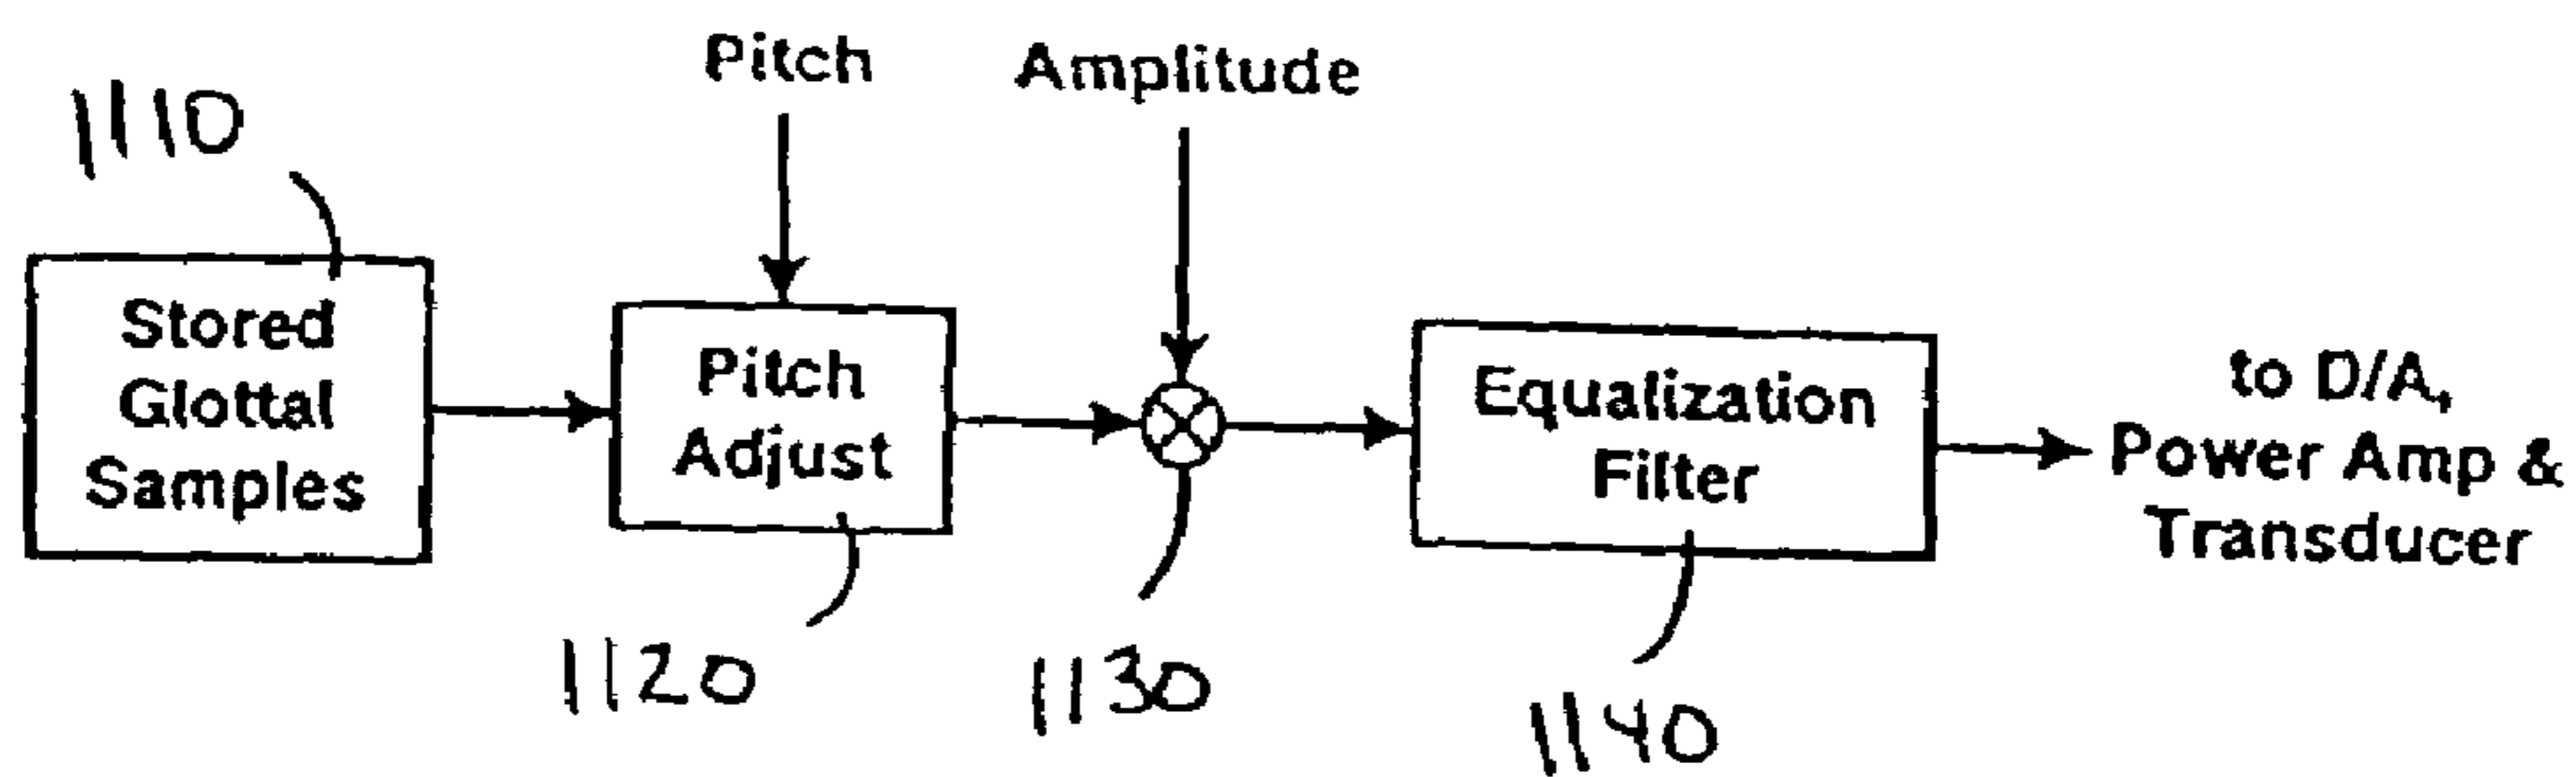 1110
Pitch
Amplitude
Stored
Glottal
Samples
Pitch
Adjust
Equalization
Filter
to D/A,
Power Amp &
Transducer
1120
1130
1140